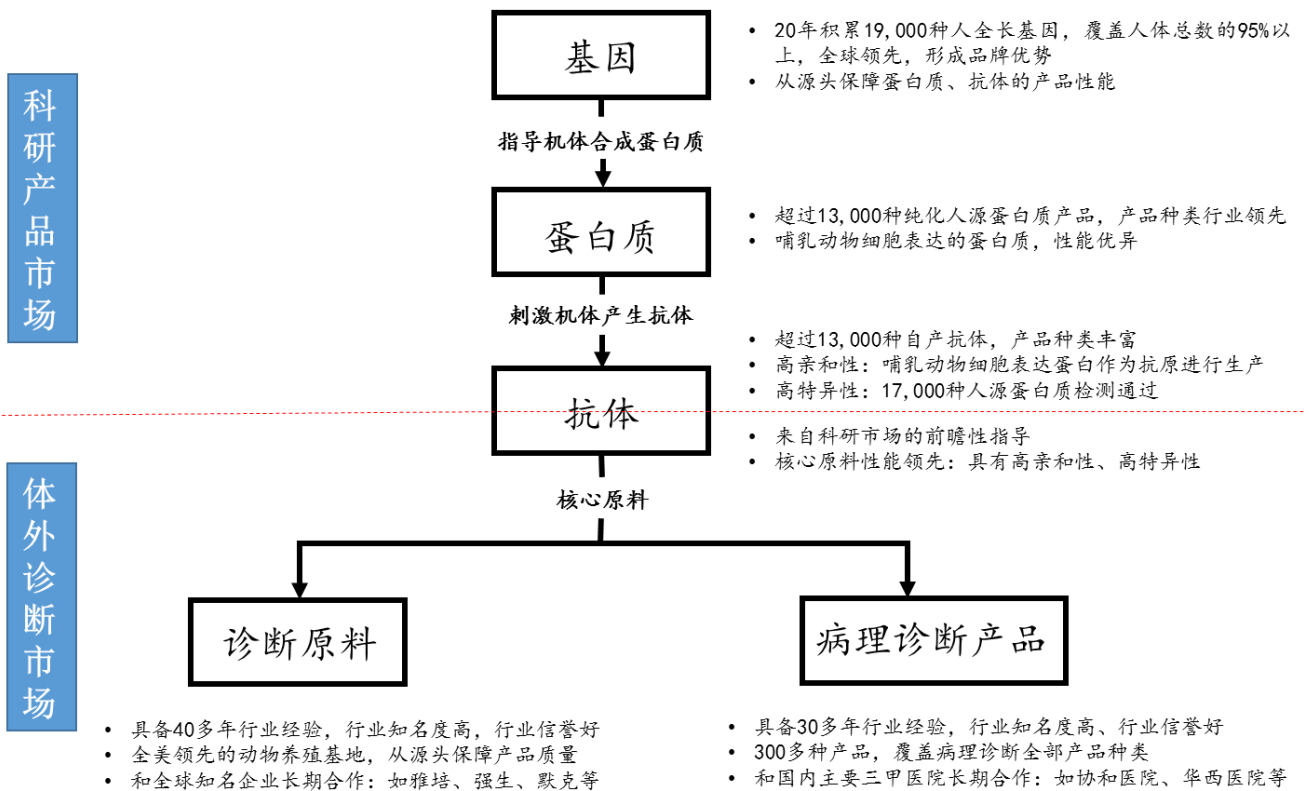 基因
• 20年积累19,000种人全长基因，覆盖人体总数的95%以
上，全球领先，形成品牌优势
• 从源头保障蛋白质、抗体的产品性能
科研产品市场
指导机体合成蛋白质
蛋白质
• 超过13,000种纯化人源蛋白质产品，产品种类行业领先
• 哺乳动物细胞表达的蛋白质，性能优异
刺激机体产生抗体
• 超过13,000种自产抗体，产品种类丰富
• 高亲和性：哺乳动物细胞表达蛋白作为抗原进行生产
• 高特异性：17,000种人源蛋白质检测通过
抗体
• 来自科研市场的前瞻性指导
• 核心原料性能领先：具有高亲和性、高特异性
体外诊断市场
核心原料
诊断原料
病理诊断产品
• 具备40多年行业经验，行业知名度高，行业信誉好
• 全美领先的动物养殖基地，从源头保障产品质量
• 和全球知名企业长期合作：如雅培、强生、默克等
• 具备30多年行业经验，行业知名度高、行业信誉好
• 300多种产品，覆盖病理诊断全部产品种类
• 和国内主要三甲医院长期合作：如协和医院、华西医院等